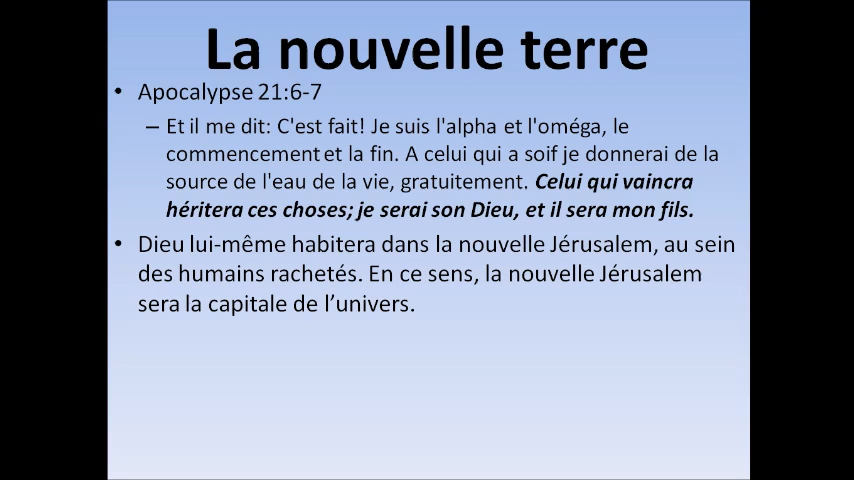 La nouvelle terre
• Apocalypse 21:6-7
– Et il me dit: C'est fait! Je suis l'alpha et l'oméga, le
commencement et la fin. A celui qui a soif je donnerai de la
source de l'eau de la vie, gratuitement. Celui qui vaincra
héritera ces choses; je serai son Dieu, et il sera mon fils.
• Dieu lui-même habitera dans la nouvelle Jérusalem, au sein
des humains rachetés. En ce sens, la nouvelle Jérusalem
sera la capitale de l’univers.